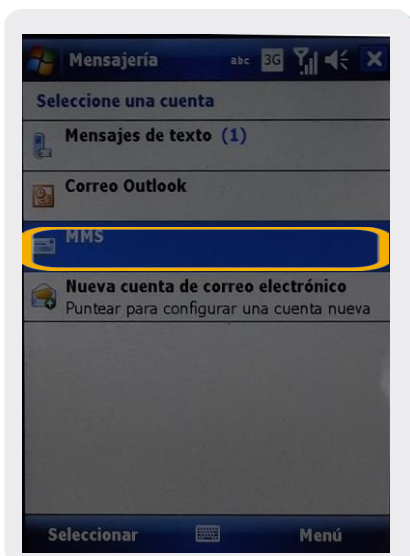 Mensajería abc 3G
Seleccione una cuenta
Mensajes de texto (1)
Correo Outlook
MMS
Nueva cuenta de correo electrónico
Puntear para configurar una cuenta nueva
Seleccionar Menú